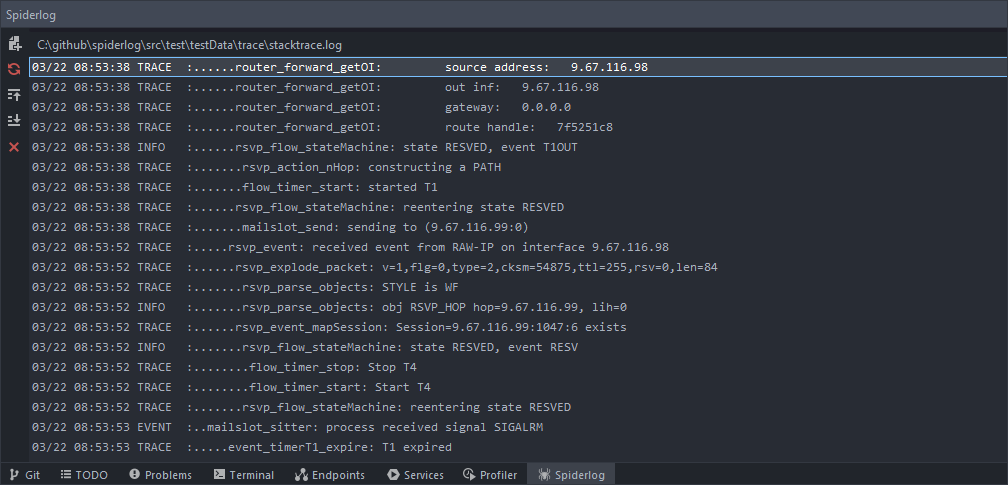 Spiderlog
C:\github\spiderlog\src\test\testData\trace\stacktrace.log
03/22 08:53:38 TRACE  :......router_forward_getOI:         source address:   9.67.116.98
03/22 08:53:38 TRACE  :......router_forward_getOI:         out inf:   9.67.116.98
03/22 08:53:38 TRACE  :......router_forward_getOI:         gateway:   0.0.0.0
03/22 08:53:38 TRACE  :......router_forward_getOI:         route handle:   7f5251c8
03/22 08:53:38 INFO   :......rsvp_flow_stateMachine: state RESVED, event T1OUT
03/22 08:53:38 TRACE  :.......rsvp_action_nHop: constructing a PATH
03/22 08:53:38 TRACE  :.......flow_timer_start: started T1
03/22 08:53:38 TRACE  :......rsvp_flow_stateMachine: reentering state RESVED
03/22 08:53:38 TRACE  :.......mailslot_send: sending to (9.67.116.99:0)
03/22 08:53:52 TRACE  :.....rsvp_event: received event from RAW-IP on interface 9.67.116.98
03/22 08:53:52 TRACE  :......rsvp_explode_packet: v=1,flg=0,type=2,cksm=54875,ttl=255,rsv=0,len=84
03/22 08:53:52 TRACE  :.......rsvp_parse_objects: STYLE is WF
03/22 08:53:52 INFO   :.......rsvp_parse_objects: obj RSVP_HOP hop=9.67.116.99, lih=0
03/22 08:53:52 TRACE  :.......rsvp_event_mapSession: Session=9.67.116.99:1047:6 exists
03/22 08:53:52 INFO   :.......rsvp_flow_stateMachine: state RESVED, event RESV
03/22 08:53:52 TRACE  :........flow_timer_stop: Stop T4
03/22 08:53:52 TRACE  :........flow_timer_start: Start T4
03/22 08:53:52 TRACE  :.......rsvp_flow_stateMachine: reentering state RESVED
03/22 08:53:53 EVENT  :..mailslot_sitter: process received signal SIGALRM
03/22 08:53:53 TRACE  :.....event_timerT1_expire: T1 expired
Git TODO Problems Terminal Endpoints Services Profiler Spiderlog